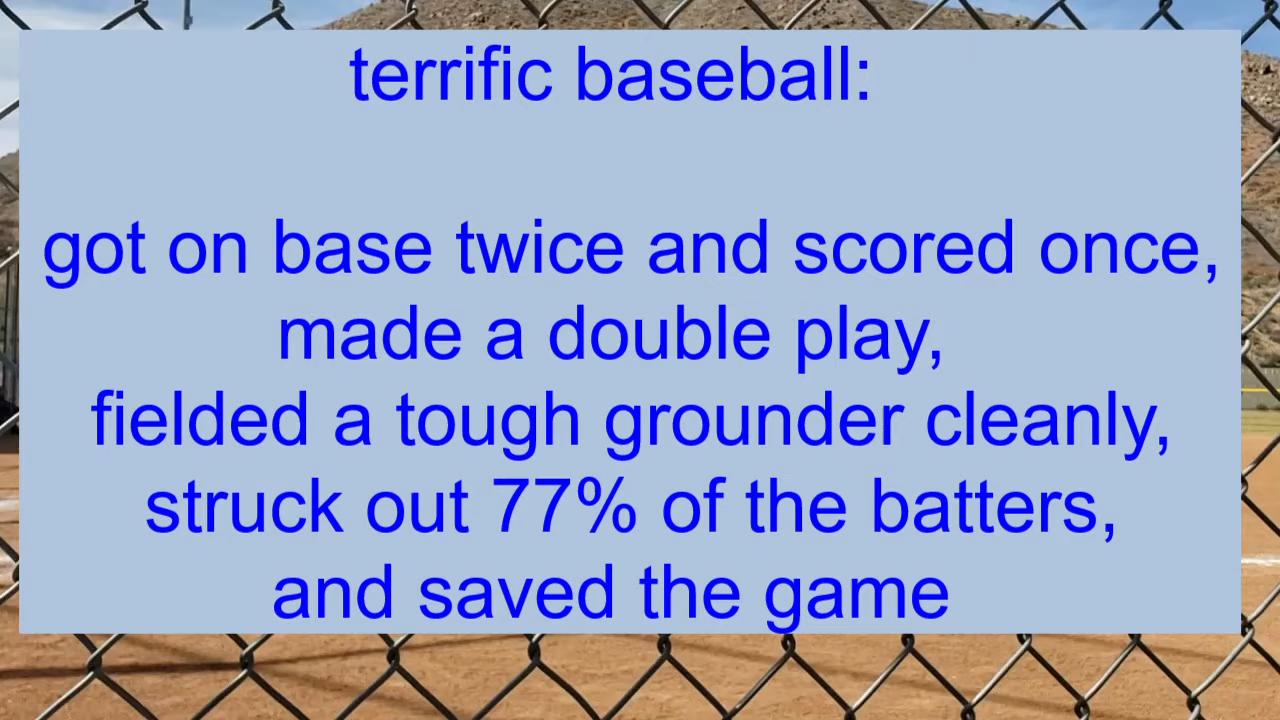 terrific baseball:
got on base twice and scored once,
made a double play,
fielded a tough grounder cleanly,
struck out 77% of the batters,
and saved the game